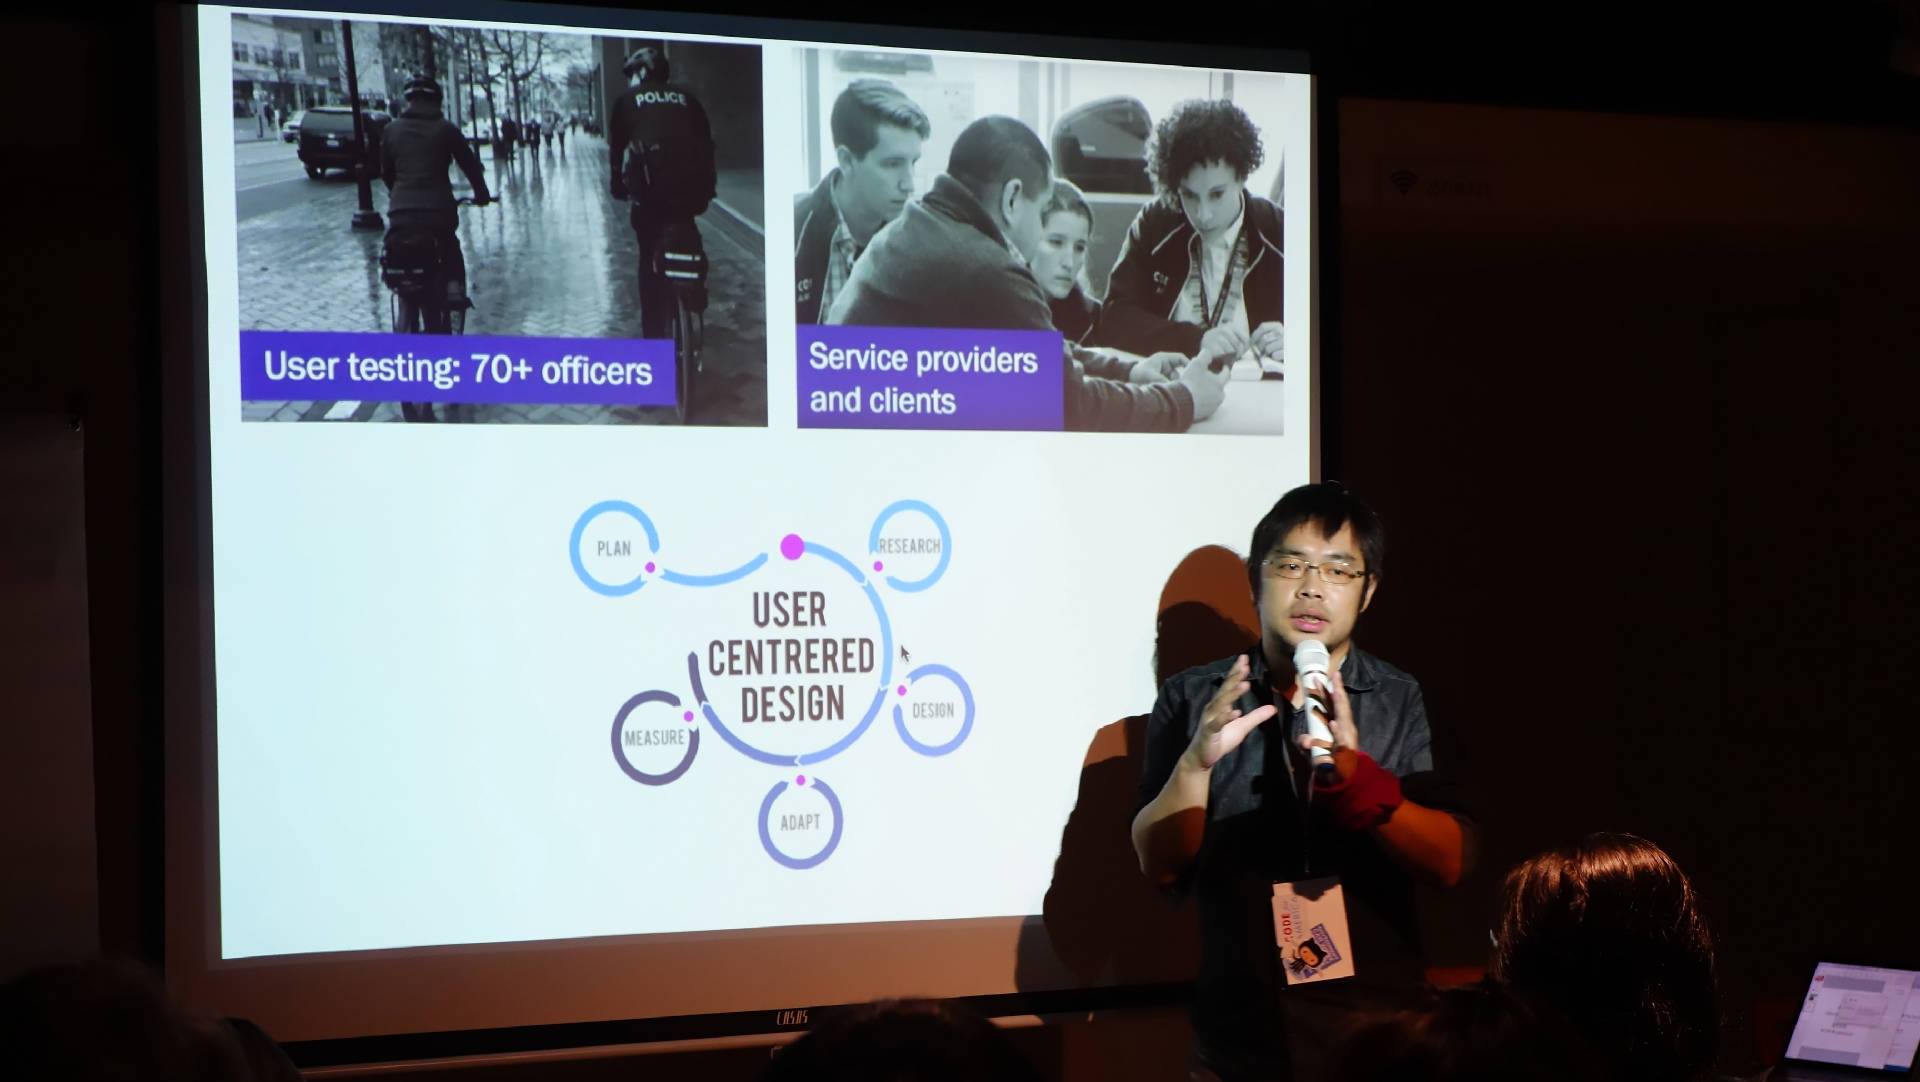 POLICE
User testing: 70+ officers
Service providers
and clients
PLAN
RESEARCH
USER
CENTRERED
DESIGN
DESIGN
MEASURE
ADAPT
CODE for
AMERICA